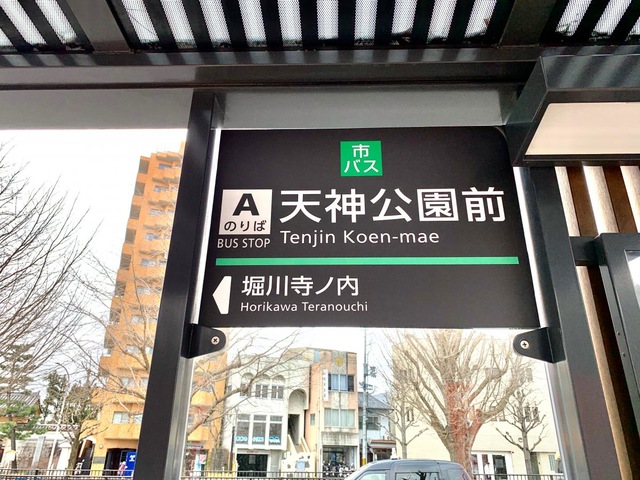 市
バス
A
のりば
BUS STOP
天神公園前
Tenjin Koen-mae
堀川寺ノ内
Horikawa Teranouchi